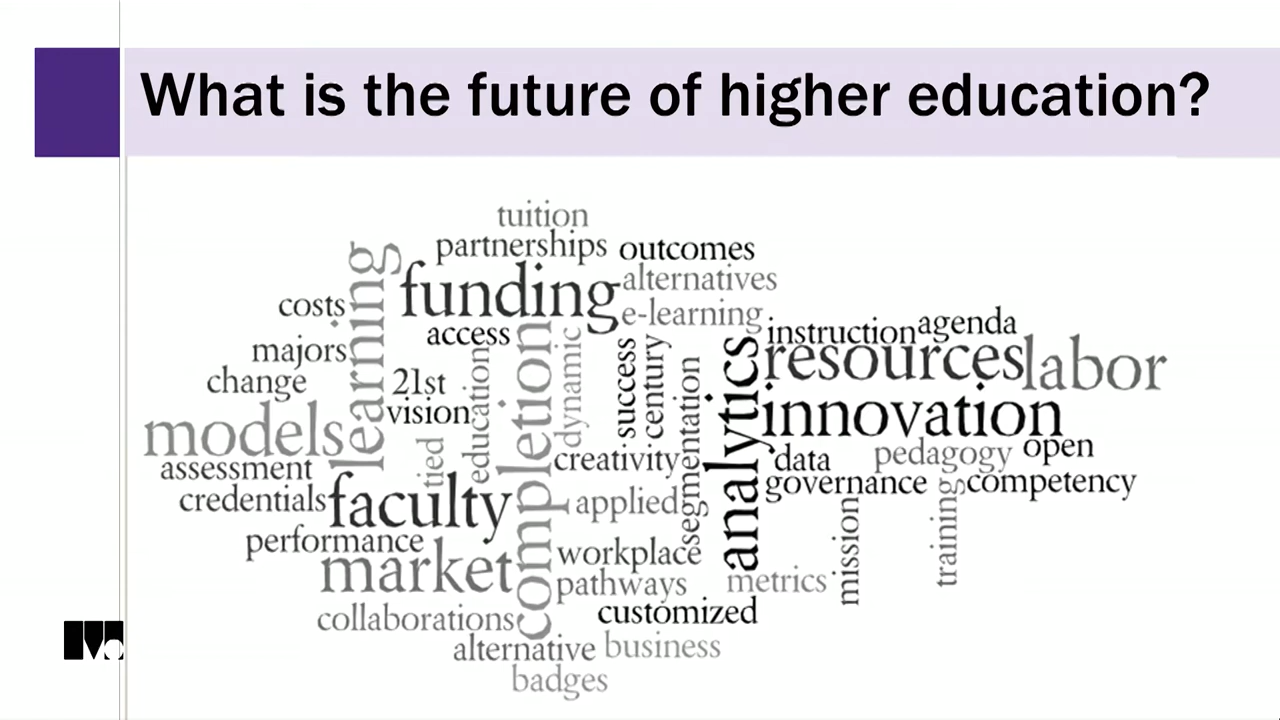 What is the future of higher education?
tuition
partnerships
outcomes
learning
funding
alternatives
costs
e-learning
access
instruction
agenda
majors
completion
dynamic
success
century
resources
labor
change
21st
education
segmentation
analytics
models
vision
innovation
tied
creativity
data
pedagogy
open
assessment
governance
competency
credentials
faculty
applied
performance
market
workplace
mission
training
pathways
metrics
collaborations
customized
alternative
business
badges